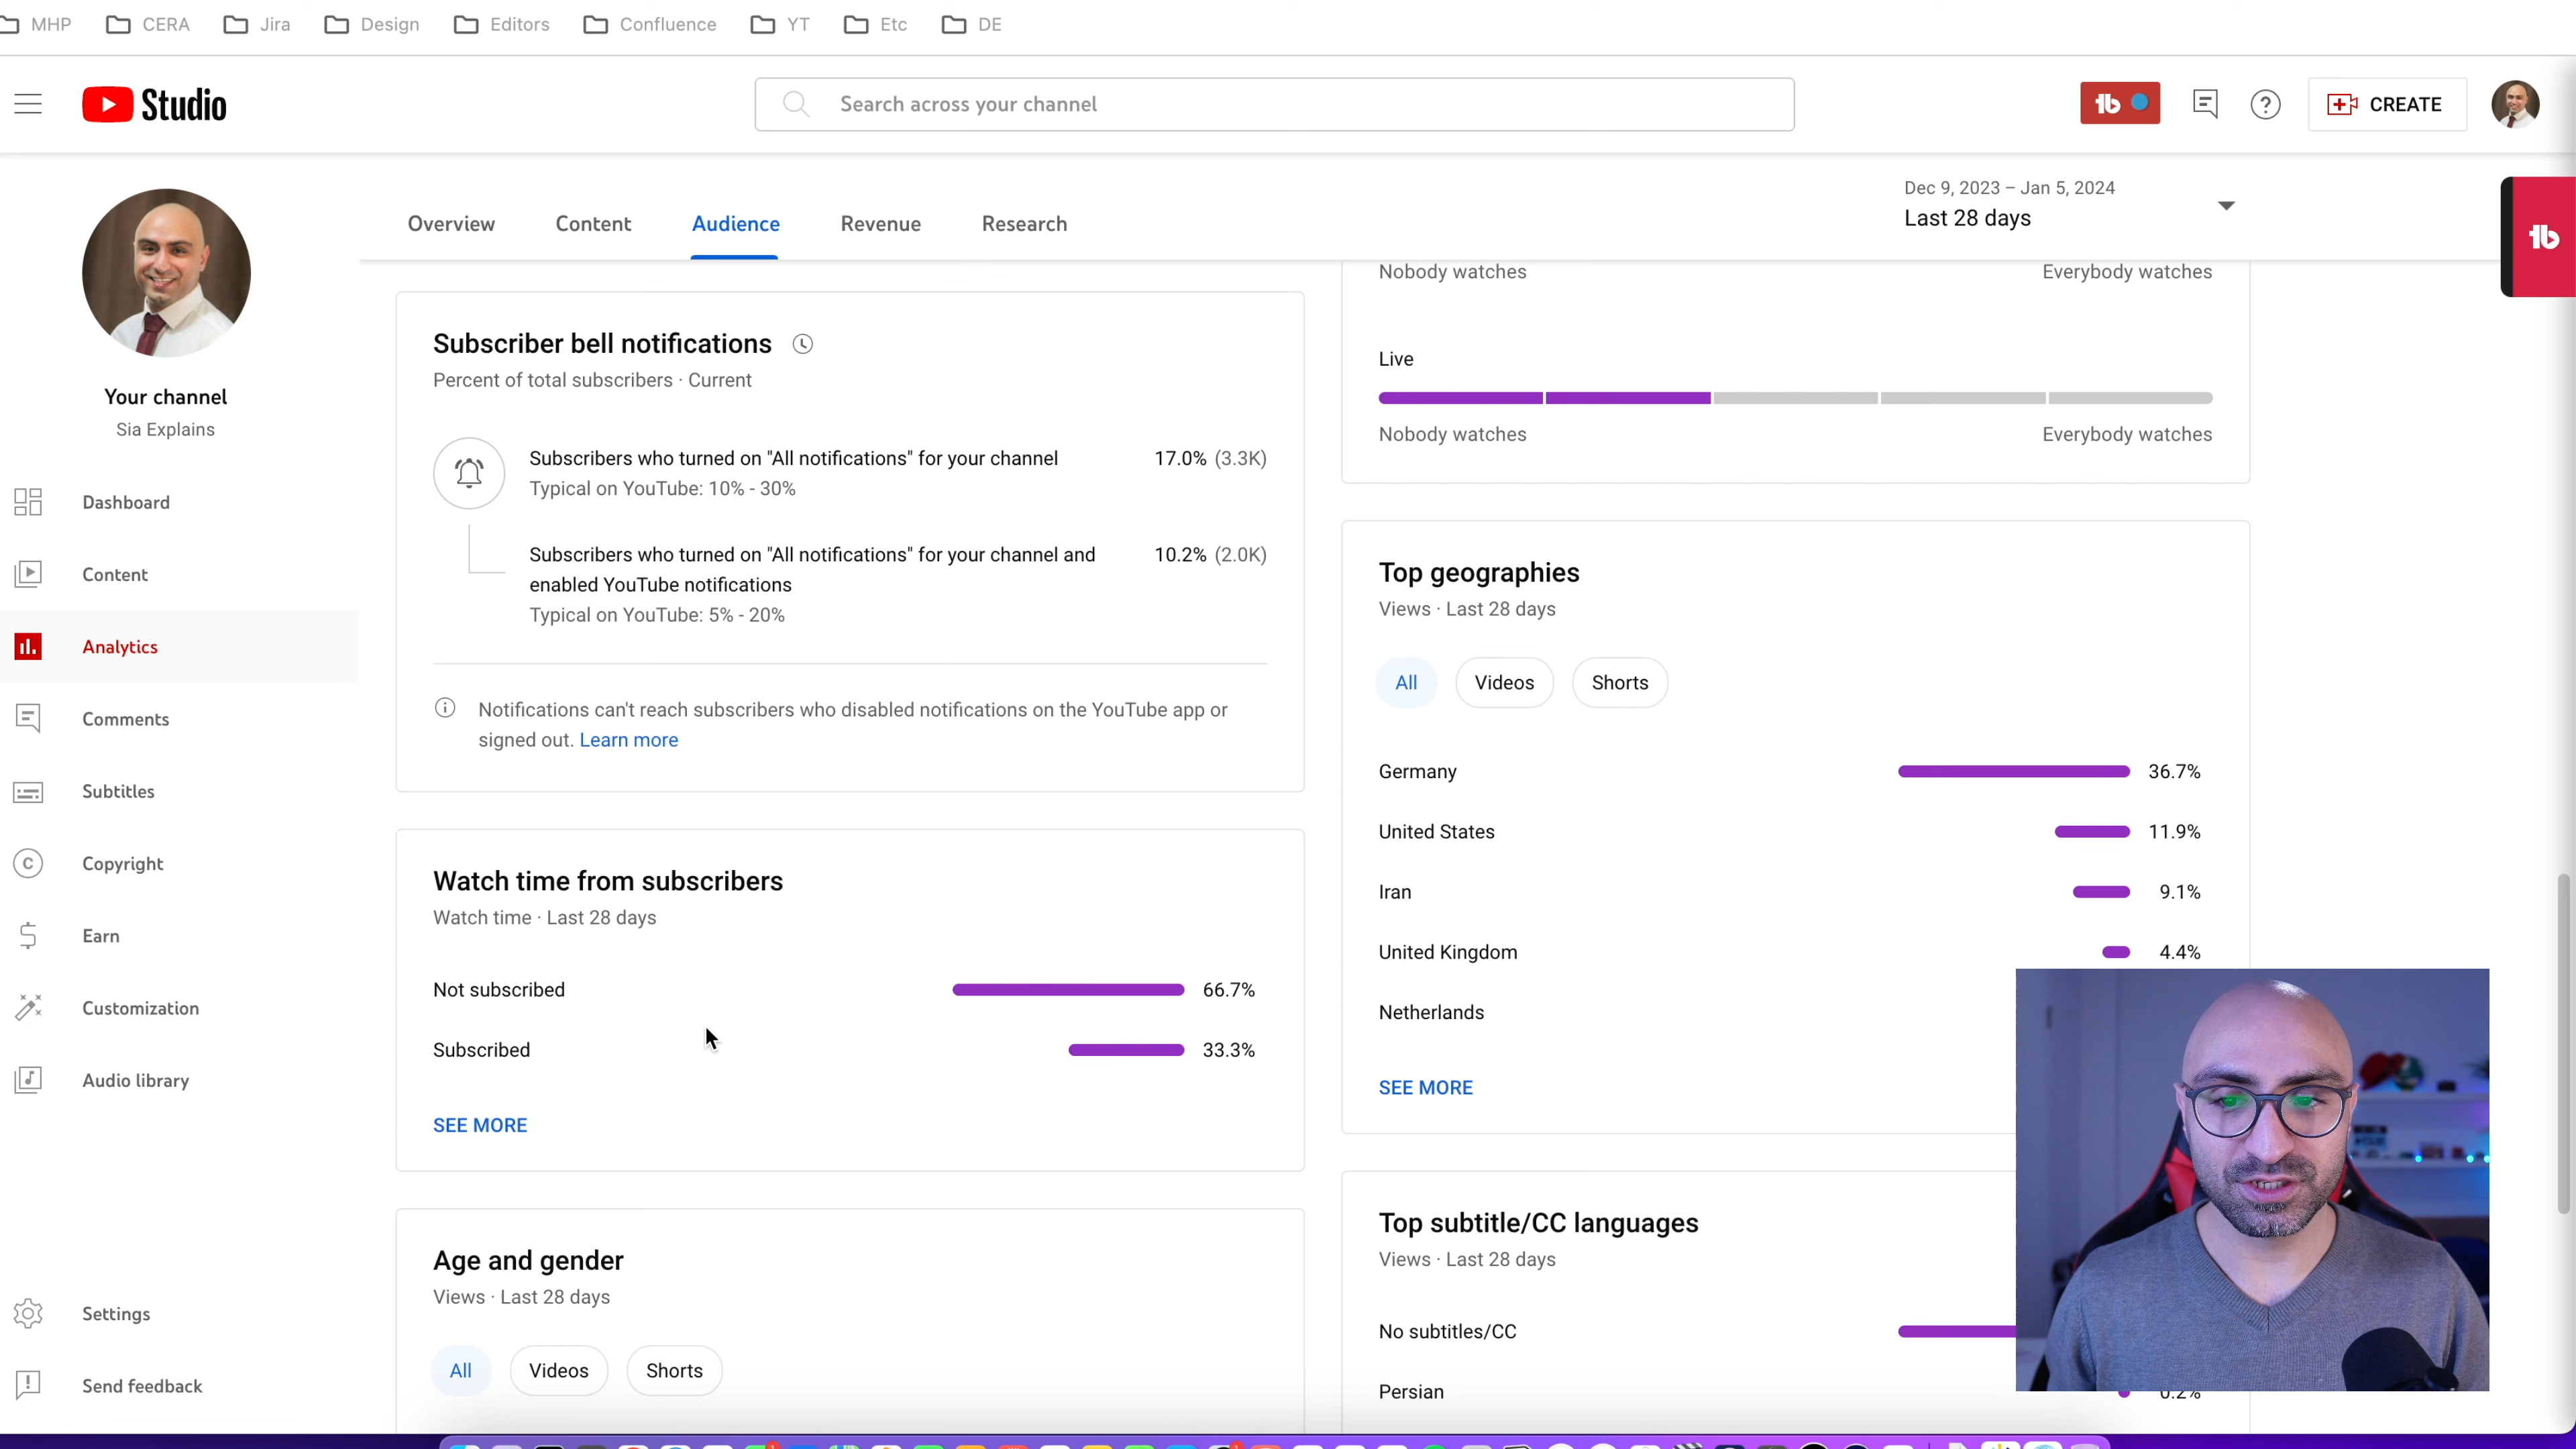 MHP CERA Jira Design Editors Confluence YT Etc DE
Studio
Search across your channel
CREATE
Your channel
Sia Explains
Dashboard
Content
Analytics
Comments
Subtitles
Copyright
Earn
Customization
Audio library
Settings
Send feedback
Overview Content Audience Revenue Research
Dec 9, 2023 – Jan 5, 2024
Last 28 days
Subscriber bell notifications
Percent of total subscribers · Current
Subscribers who turned on "All notifications" for your channel 17.0% (3.3K)
Typical on YouTube: 10% - 30%
Subscribers who turned on "All notifications" for your channel and 10.2% (2.0K)
enabled YouTube notifications
Typical on YouTube: 5% - 20%
Notifications can't reach subscribers who disabled notifications on the YouTube app or
signed out. Learn more
Watch time from subscribers
Watch time · Last 28 days
Not subscribed 66.7%
Subscribed 33.3%
SEE MORE
Age and gender
Views · Last 28 days
All Videos Shorts
Nobody watches Everybody watches
Live
Nobody watches Everybody watches
Top geographies
Views · Last 28 days
All Videos Shorts
Germany 36.7%
United States 11.9%
Iran 9.1%
United Kingdom 4.4%
Netherlands
SEE MORE
Top subtitle/CC languages
Views · Last 28 days
No subtitles/CC
Persian 0.2%